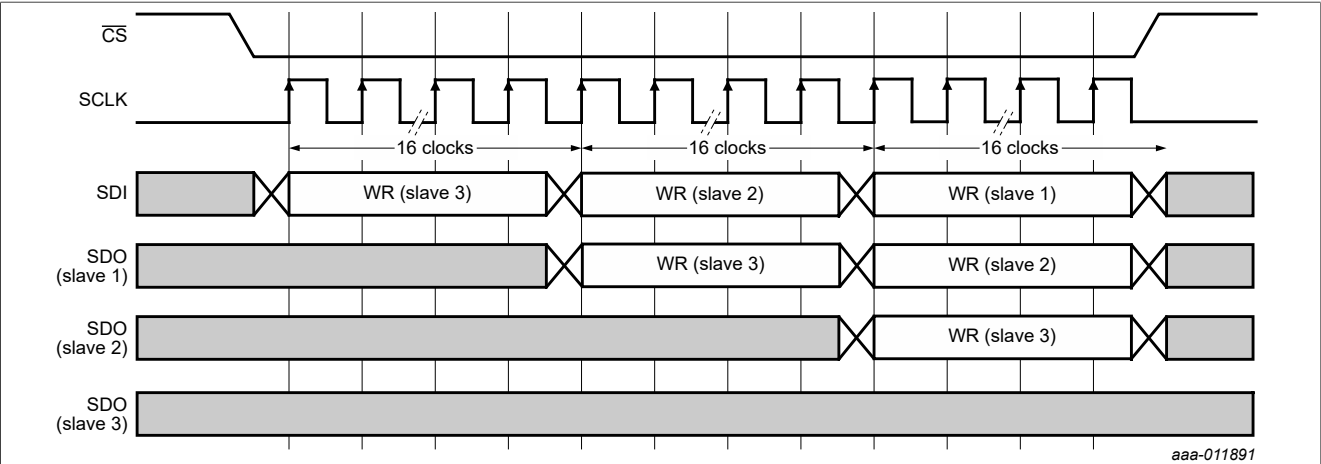 CS
SCLK
16 clocks 16 clocks 16 clocks
SDI WR (slave 3) WR (slave 2) WR (slave 1)
SDO
(slave 1) WR (slave 3) WR (slave 2)
SDO
(slave 2) WR (slave 3)
SDO
(slave 3)
aaa-011891